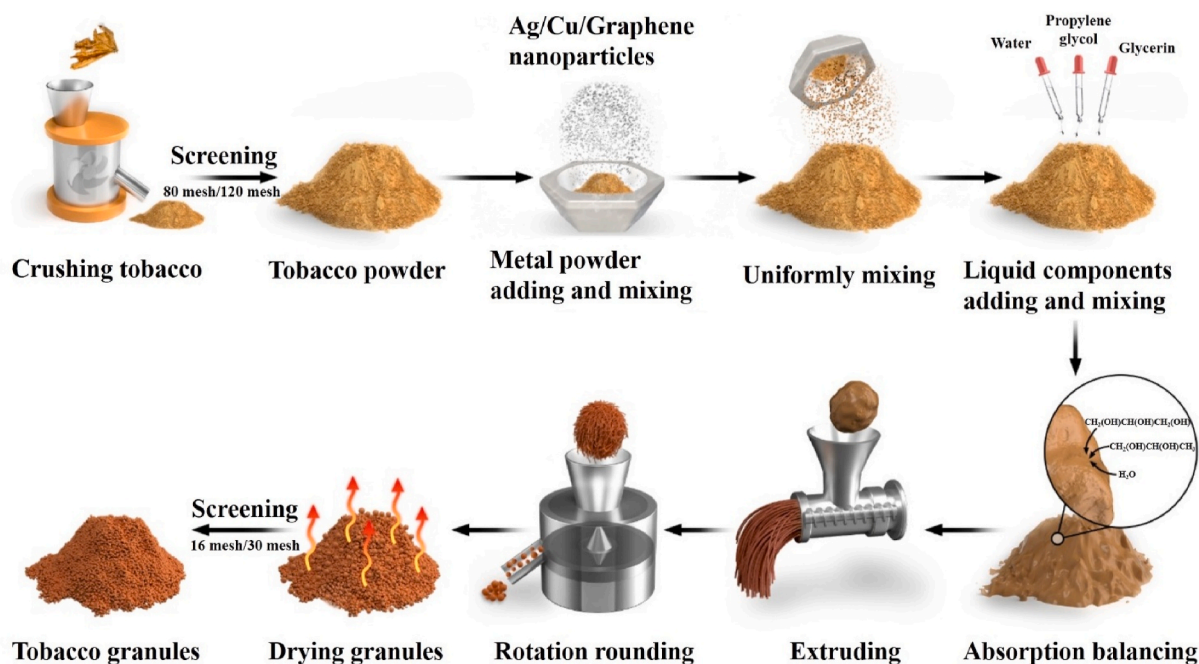 Ag/Cu/Graphene
nanoparticles
Water
Propylene
glycol
Glycerin
Screening
80 mesh/120 mesh
Crushing tobacco
Tobacco powder
Metal powder
adding and mixing
Uniformly mixing
Liquid components
adding and mixing
CH₂(OH)CH(OH)CH₂(OH)
CH₂(OH)CH(OH)CH₃
H₂O
Screening
16 mesh/30 mesh
Tobacco granules
Drying granules
Rotation rounding
Extruding
Absorption balancing